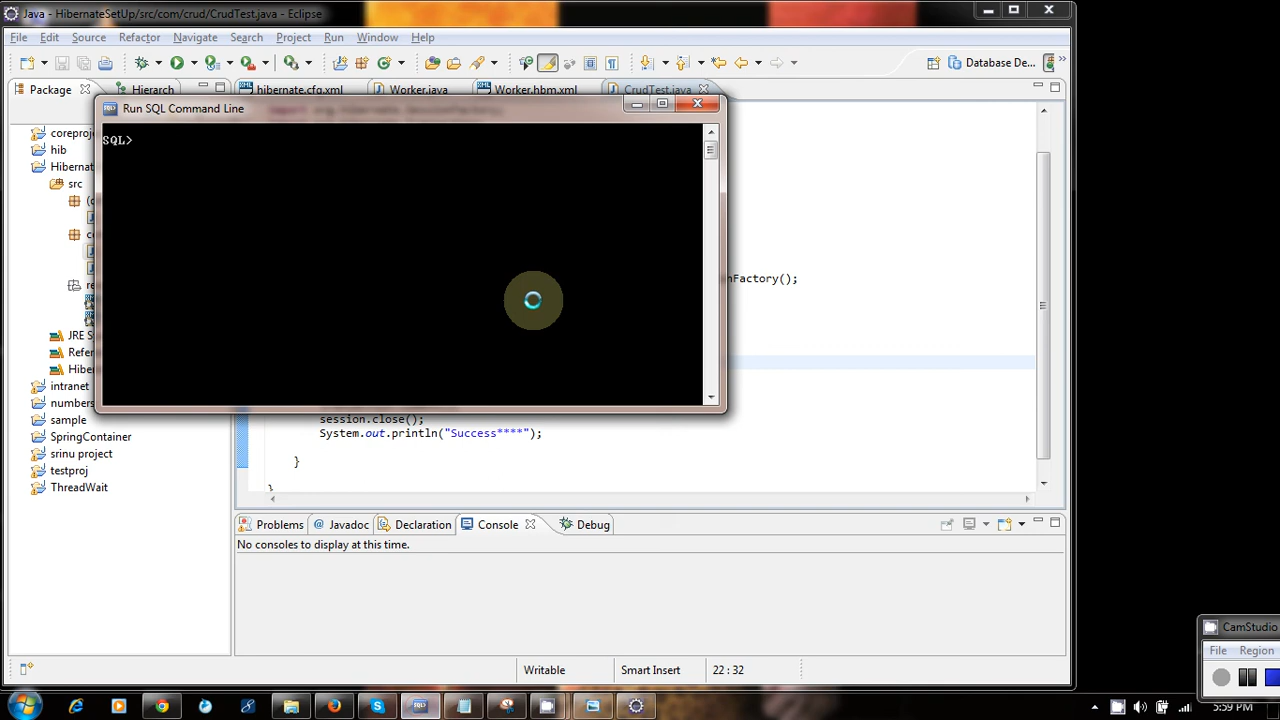 Java - HibernateSetUp/src/com/crud/CrudTest.java - Eclipse
File Edit Source Refactor Navigate Search Project Run Window Help
Database De...
Package
Hierarch
hibernate.cfg.xml
Worker.java
Worker.hbm.xml
CrudTest.java
Run SQL Command Line
SQL>
coreproj
hib
Hibernat
src
(d
c
re
JRE S
Refer
Hiber
intranet
numbers
sample
SpringContainer
srinu project
testproj
ThreadWait
nFactory();
session.close();
System.out.println("Success****");
}
}
Problems
@ Javadoc
Declaration
Console
Debug
No consoles to display at this time.
Writable
Smart Insert
22 : 32
CamStudio
File Region
5:59 PM